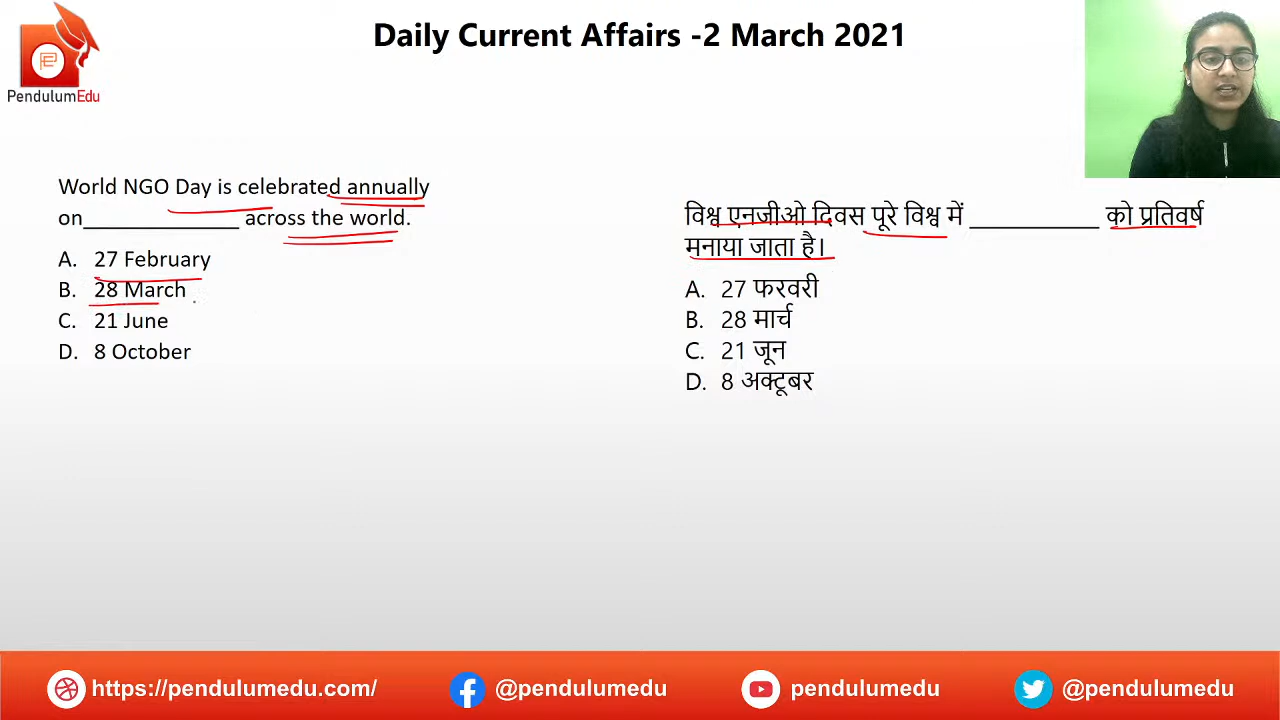 Daily Current Affairs -2 March 2021
PendulumEdu
World NGO Day is celebrated annually
on_____________ across the world.
A. 27 February
B. 28 March
C. 21 June
D. 8 October
विश्व एनजीओ दिवस पूरे विश्व में ___________ को प्रतिवर्ष
मनाया जाता है।
A. 27 फरवरी
B. 28 मार्च
C. 21 जून
D. 8 अक्टूबर
https://pendulumedu.com/
@pendulumedu
pendulumedu
@pendulumedu